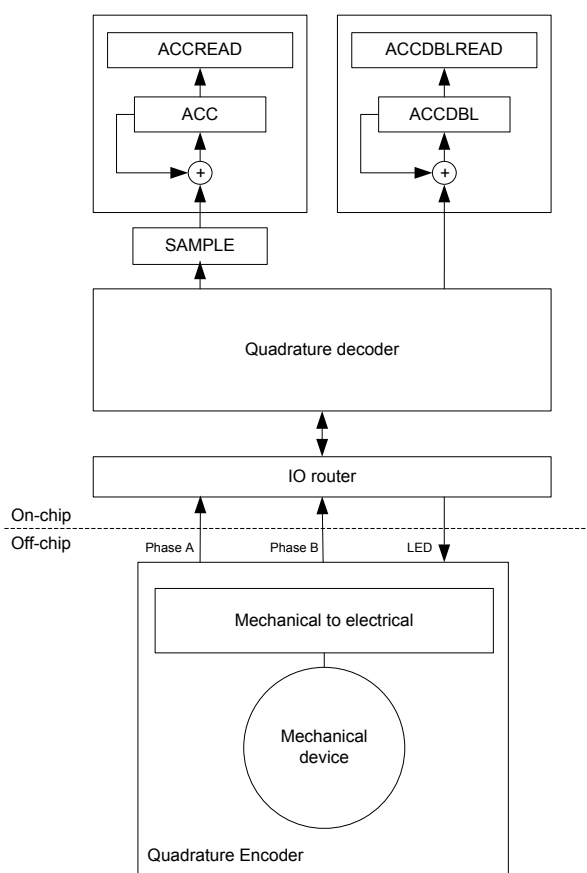 ACCREAD
ACCDBLREAD
ACC
ACCDBL
+
+
SAMPLE
Quadrature decoder
IO router
On-chip
Off-chip
Phase A
Phase B
LED
Mechanical to electrical
Mechanical
device
Quadrature Encoder